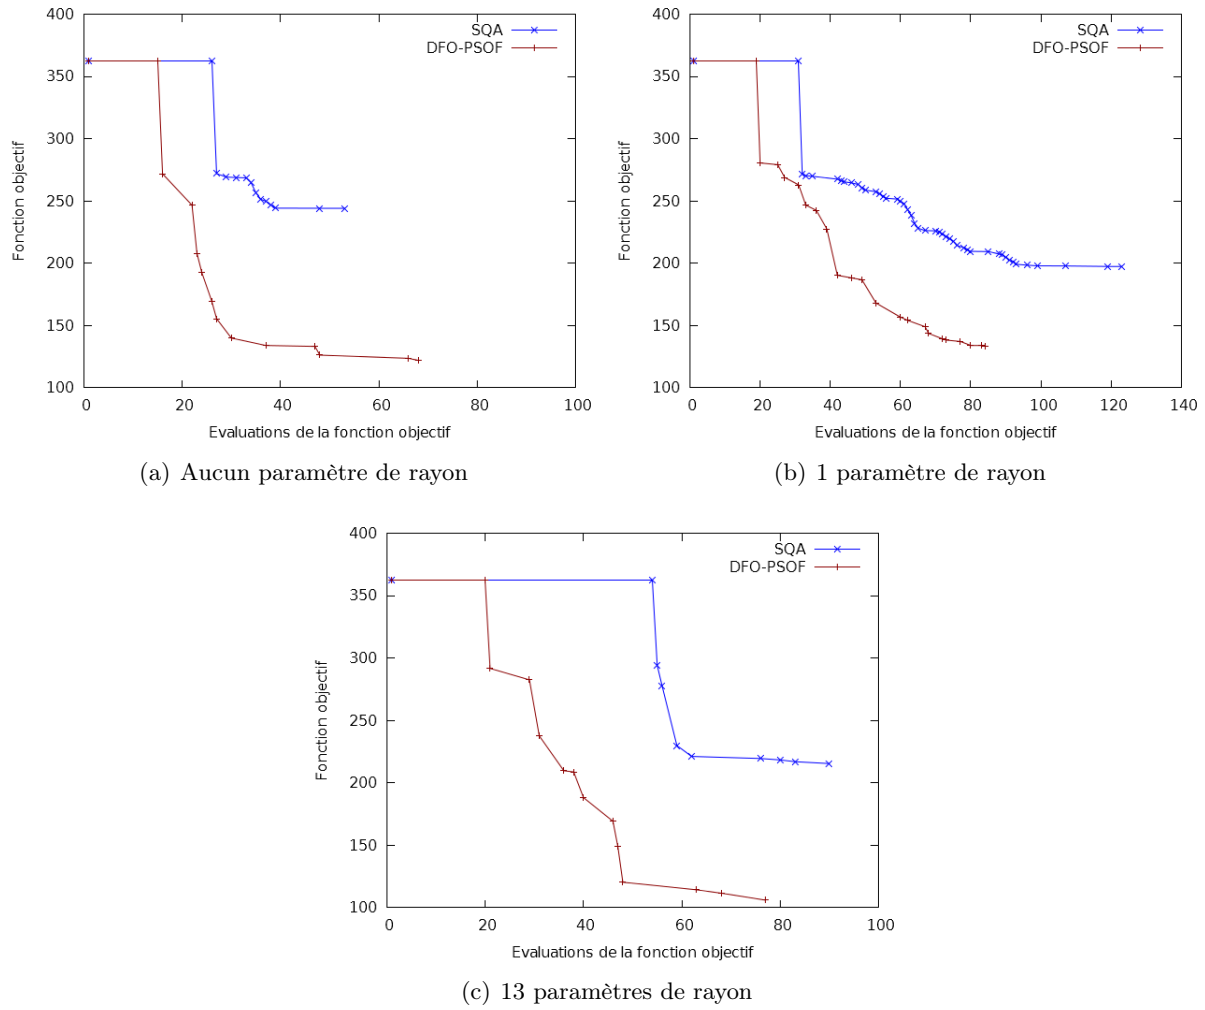 400
350
300
250
200
150
100
0 20 40 60 80 100
Fonction objectif
Evaluations de la fonction objectif
SQA
DFO-PSOF
(a) Aucun paramètre de rayon
400
350
300
250
200
150
100
0 20 40 60 80 100 120 140
Fonction objectif
Evaluations de la fonction objectif
SQA
DFO-PSOF
(b) 1 paramètre de rayon
400
350
300
250
200
150
100
0 20 40 60 80 100
Fonction objectif
Evaluations de la fonction objectif
SQA
DFO-PSOF
(c) 13 paramètres de rayon